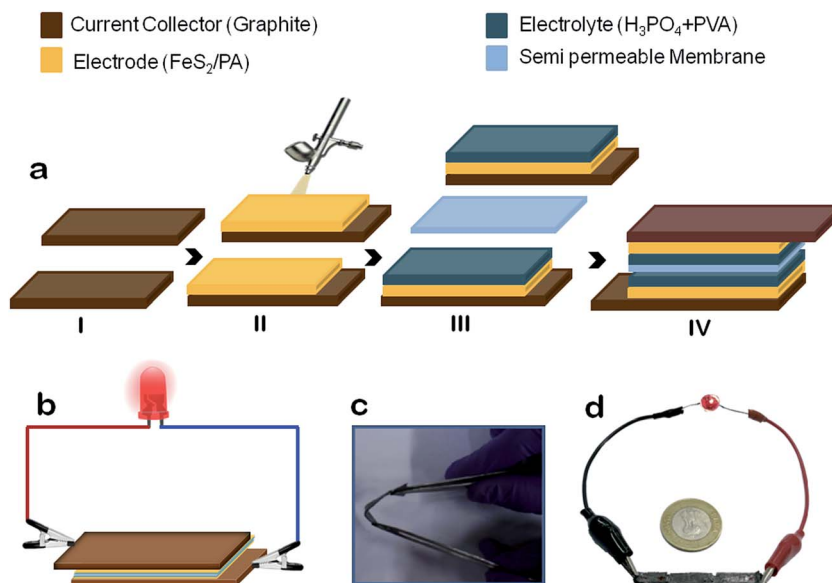 Current Collector (Graphite)
Electrolyte (H₃PO₄+PVA)
Electrode (FeS₂/PA)
Semi permeable Membrane
a
I
II
III
IV
b
c
d